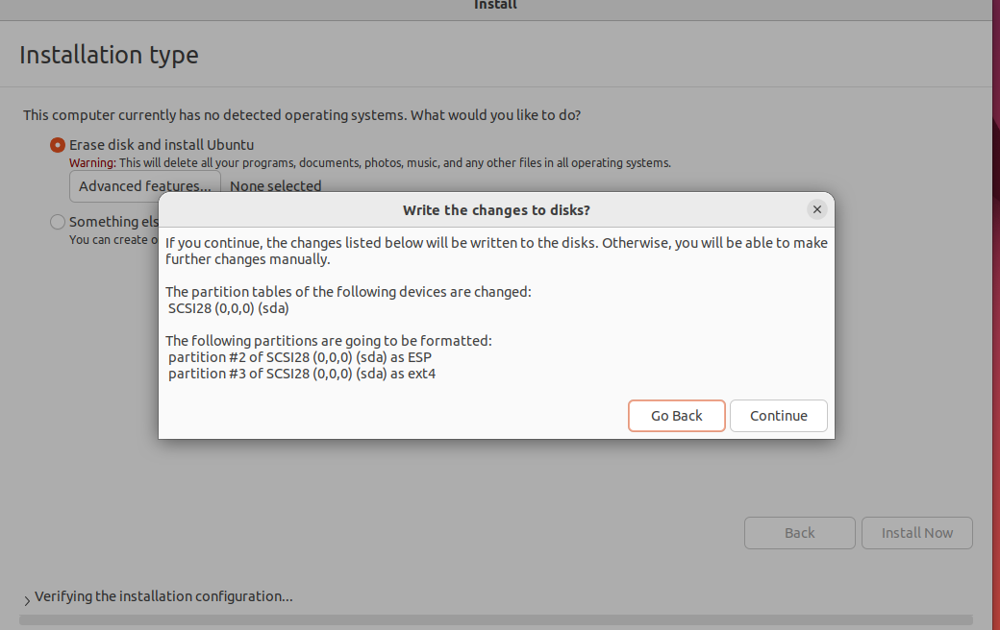 Install
Installation type
This computer currently has no detected operating systems. What would you like to do?
Erase disk and install Ubuntu
Warning: This will delete all your programs, documents, photos, music, and any other files in all operating systems.
Advanced features... None selected
Write the changes to disks?
Something els
You can create o
If you continue, the changes listed below will be written to the disks. Otherwise, you will be able to make
further changes manually.
The partition tables of the following devices are changed:
SCSI28 (0,0,0) (sda)
The following partitions are going to be formatted:
partition #2 of SCSI28 (0,0,0) (sda) as ESP
partition #3 of SCSI28 (0,0,0) (sda) as ext4
Go Back Continue
Back Install Now
Verifying the installation configuration...